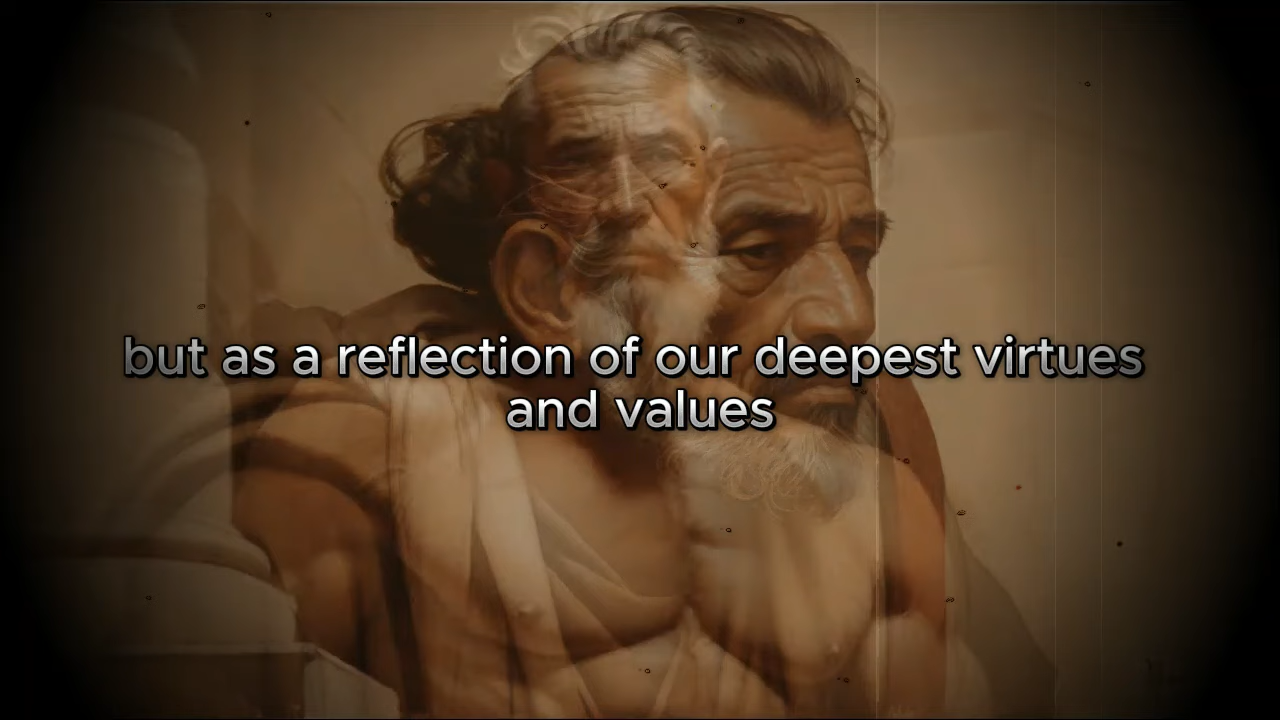 but as a reflection of our deepest virtues
and values